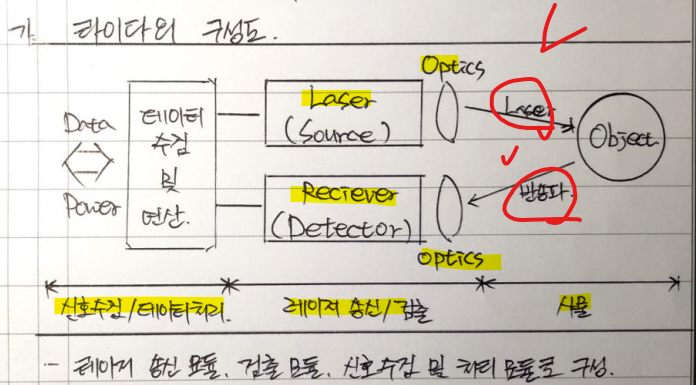 가. 라이다의 구성도.
Optics
Data
Power
데이터
수집
및
연산.
Laser
(Source)
Laser
Object
Reciever
(Detector)
반송파.
Optics
신호수집/데이터처리.
레이저 송신/검출
사물
- 레이저 송신 모듈, 검출 모듈, 신호수집 및 처리 모듈로 구성.